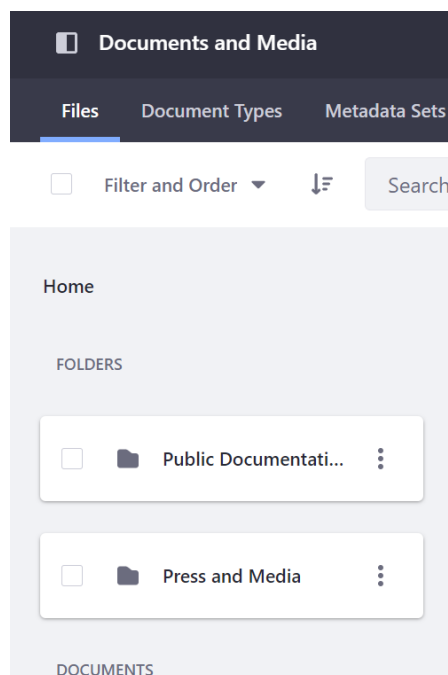 Documents and Media
Files Document Types Metadata Sets
Filter and Order Search
Home
FOLDERS
Public Documentati...
Press and Media
DOCUMENTS